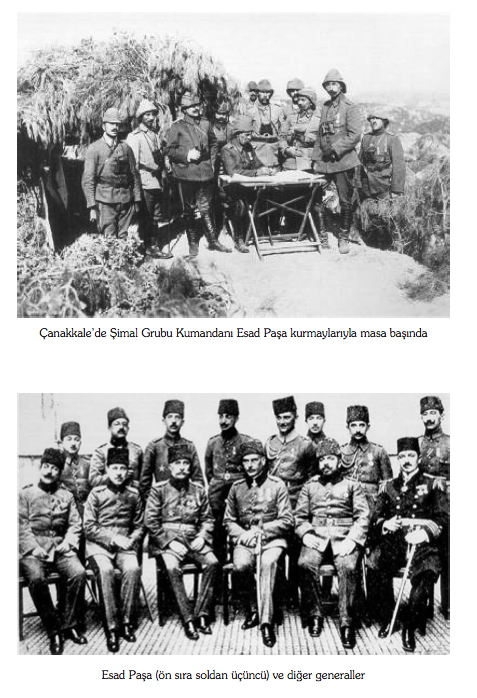 Çanakkale'de Şimal Grubu Kumandanı Esad Paşa kurmaylarıyla masa başında
Esad Paşa (ön sıra soldan üçüncü) ve diğer generaller